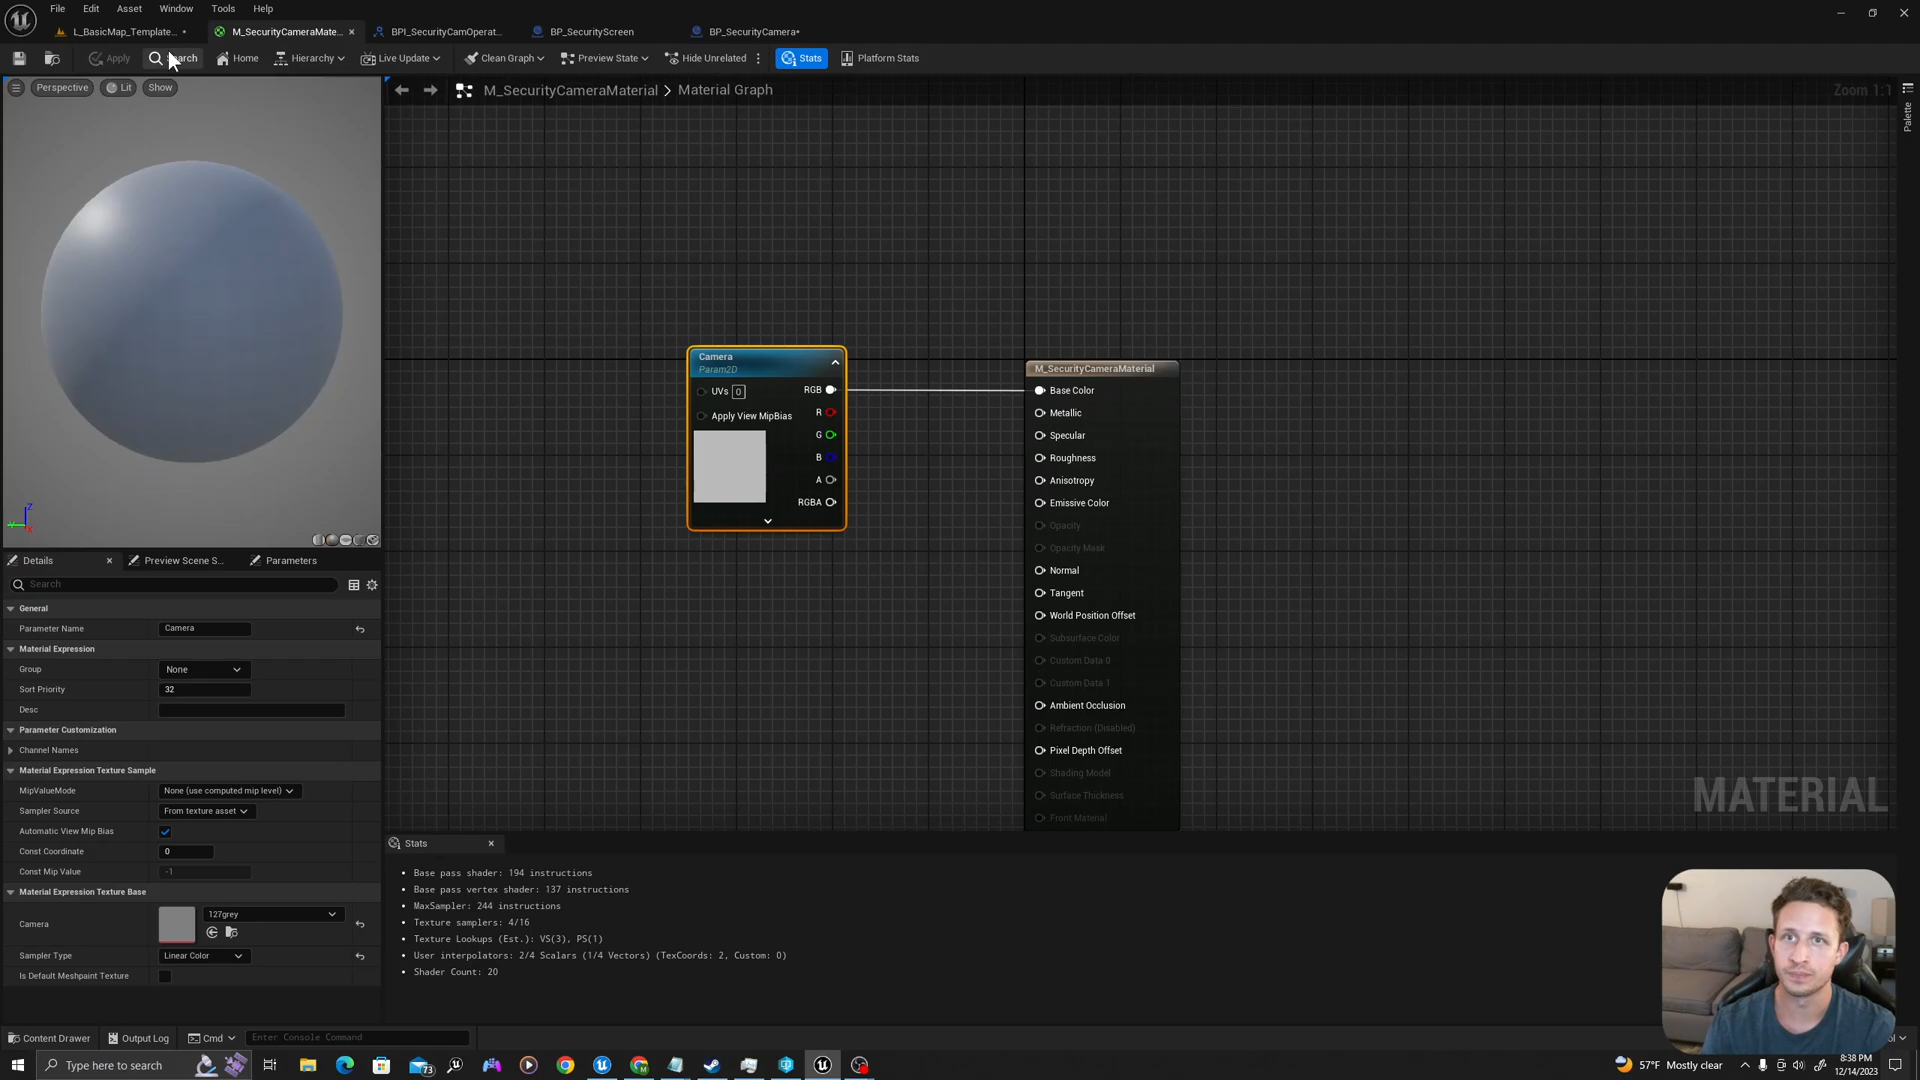 File Edit Asset Window Tools Help
L_BasicMap_Template... • M_SecurityCameraMate... × BPI_SecurityCamOperat... BP_SecurityScreen BP_SecurityCamera•
Apply Home Hierarchy Live Update Clean Graph Preview State Hide Unrelated Stats Platform Stats
Perspective Lit Show
M_SecurityCameraMaterial > Material Graph
Zoom 1:1
Palette
Camera
Param2D
UVs 0
RGB
Apply View MipBias
R
G
B
A
RGBA
M_SecurityCameraMaterial
Base Color
Metallic
Specular
Roughness
Anisotropy
Emissive Color
Opacity
Opacity Mask
Normal
Tangent
World Position Offset
Subsurface Color
Custom Data 0
Custom Data 1
Ambient Occlusion
Refraction (Disabled)
Pixel Depth Offset
Shading Model
Surface Thickness
Front Material
MATERIAL
Z
Details × Preview Scene S... Parameters
Search
General
Parameter Name Camera
Material Expression
Group None
Sort Priority 32
Desc
Parameter Customization
Channel Names
Material Expression Texture Sample
MipValueMode None (use computed mip level)
Sampler Source From texture asset
Automatic View Mip Bias
Const Coordinate 0
Const Mip Value -1
Material Expression Texture Base
Camera 127grey
Sampler Type Linear Color
Is Default Meshpaint Texture
Stats ×
Base pass shader: 194 instructions
Base pass vertex shader: 137 instructions
MaxSampler: 244 instructions
Texture samplers: 4/16
Texture Lookups (Est.): VS(3), PS(1)
User interpolators: 2/4 Scalars (1/4 Vectors) (TexCoords: 2, Custom: 0)
Shader Count: 20
Content Drawer Output Log Cmd Enter Console Command
Type here to search
73
57°F Mostly clear
8:38 PM
12/14/2023